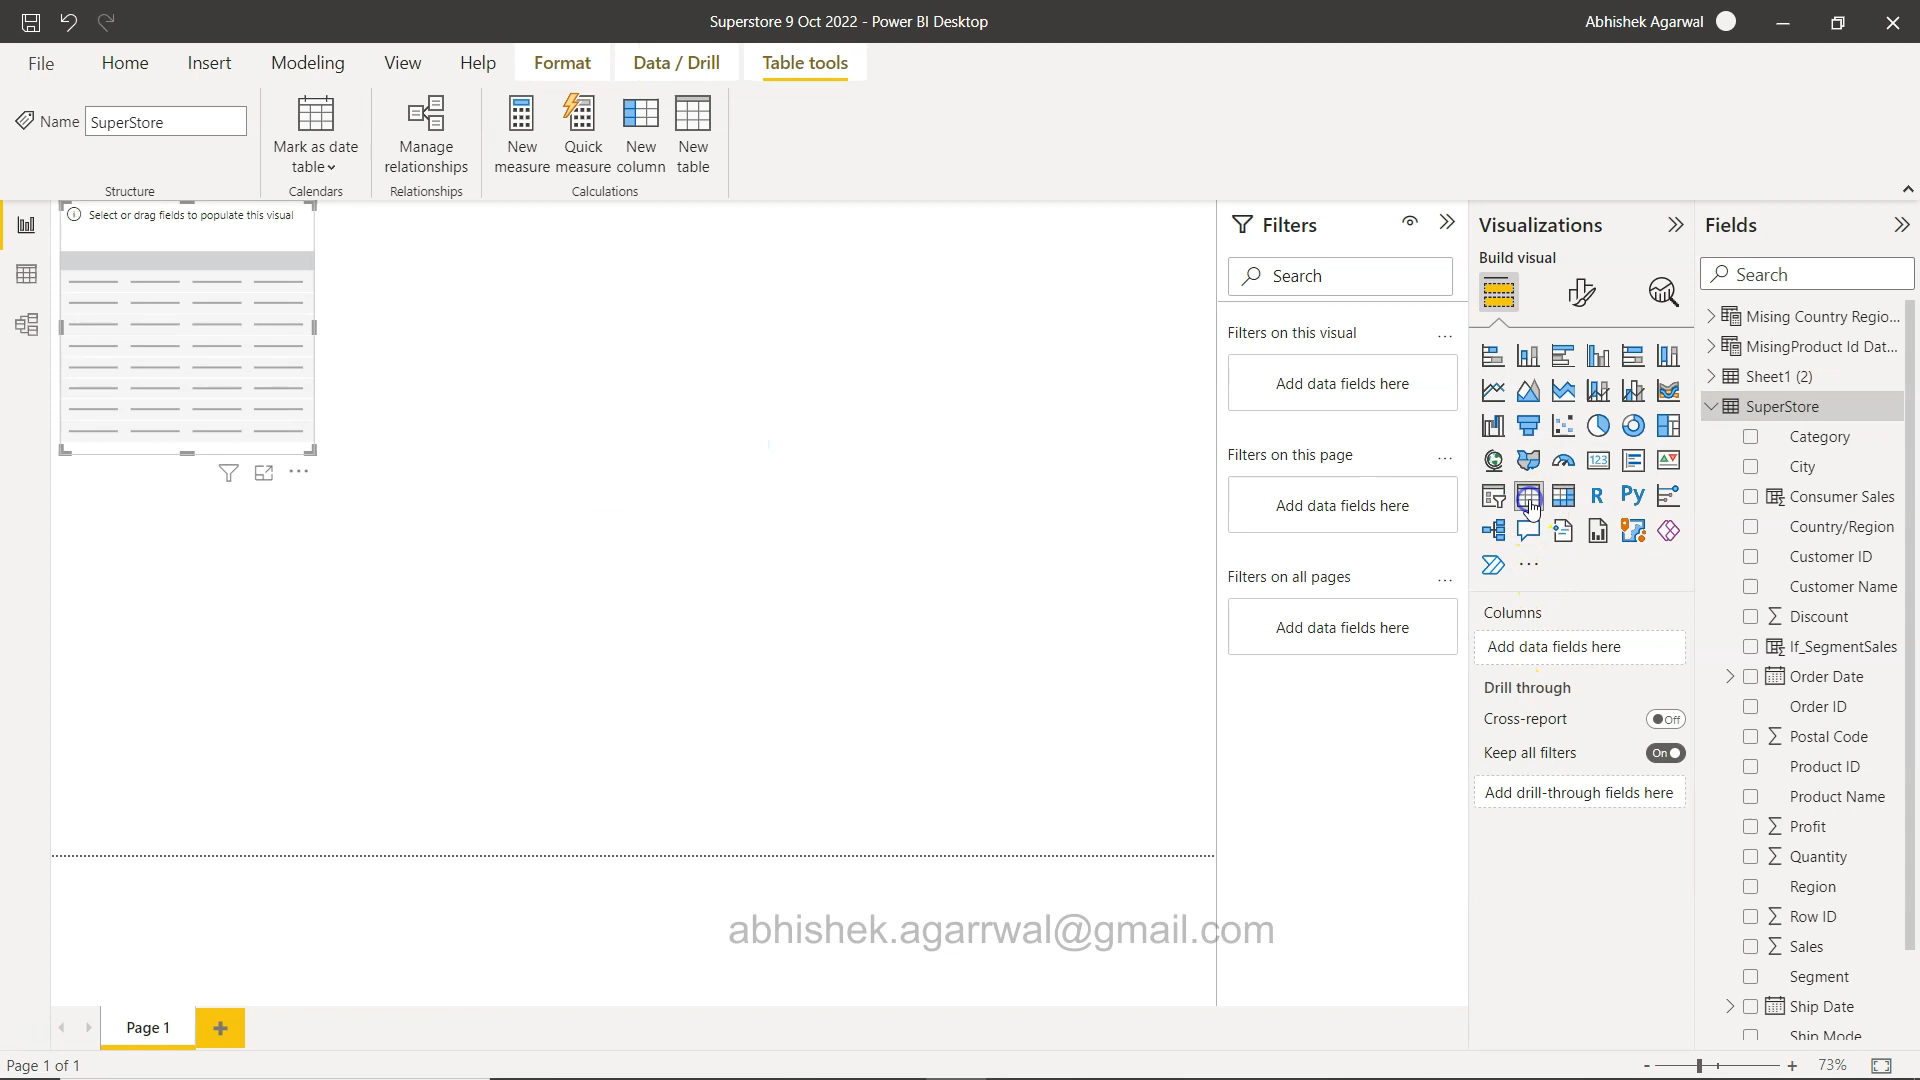 Superstore 9 Oct 2022 - Power BI Desktop
Abhishek Agarwal
File
Home
Insert
Modeling
View
Help
Format
Data / Drill
Table tools
Name
SuperStore
Mark as date
table
Manage
relationships
New
measure
Quick
measure
New
column
New
table
Structure
Calendars
Relationships
Calculations
Select or drag fields to populate this visual
Filters
Search
Filters on this visual
...
Add data fields here
Filters on this page
...
Add data fields here
Filters on all pages
...
Add data fields here
Visualizations
Build visual
123
R
Py
...
Columns
Add data fields here
Drill through
Cross-report
Off
Keep all filters
On
Add drill-through fields here
Fields
Search
Mising Country Regio...
MisingProduct Id Dat...
Sheet1 (2)
SuperStore
Category
City
Consumer Sales
Country/Region
Customer ID
Customer Name
Discount
If_SegmentSales
Order Date
Order ID
Postal Code
Product ID
Product Name
Profit
Quantity
Region
Row ID
Sales
Segment
Ship Date
Ship Mode
abhishek.agarrwal@gmail.com
Page 1
Page 1 of 1
- + 73%